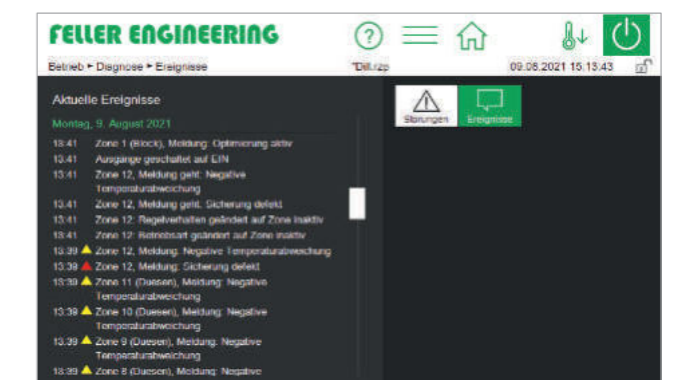 FELLER ENGINEERING
?
Betrieb ▸ Diagnose ▸ Ereignisse
09.08.2021 15:13:43
Aktuelle Ereignisse
Störungen
Ereignisse
Montag, 9. August 2021
13:41 Zone 1 (Block), Meldung: Optimierung aktiv
13:41 Ausgänge geschaltet auf EIN
13:41 Zone 12, Meldung geht: Negative
Temperaturabweichung
13:41 Zone 12, Meldung geht: Sicherung defekt
13:41 Zone 12: Regelverhalten geändert auf Zone inaktiv
13:41 Zone 12: Betriebsart geändert auf Zone inaktiv
13:39 Zone 12, Meldung: Negative Temperaturabweichung
13:39 Zone 12, Meldung: Sicherung defekt
13:39 Zone 11 (Duesen), Meldung: Negative
Temperaturabweichung
13:39 Zone 10 (Duesen), Meldung: Negative
Temperaturabweichung
13:39 Zone 9 (Duesen), Meldung: Negative
Temperaturabweichung
13:39 Zone 8 (Duesen), Meldung: Negative